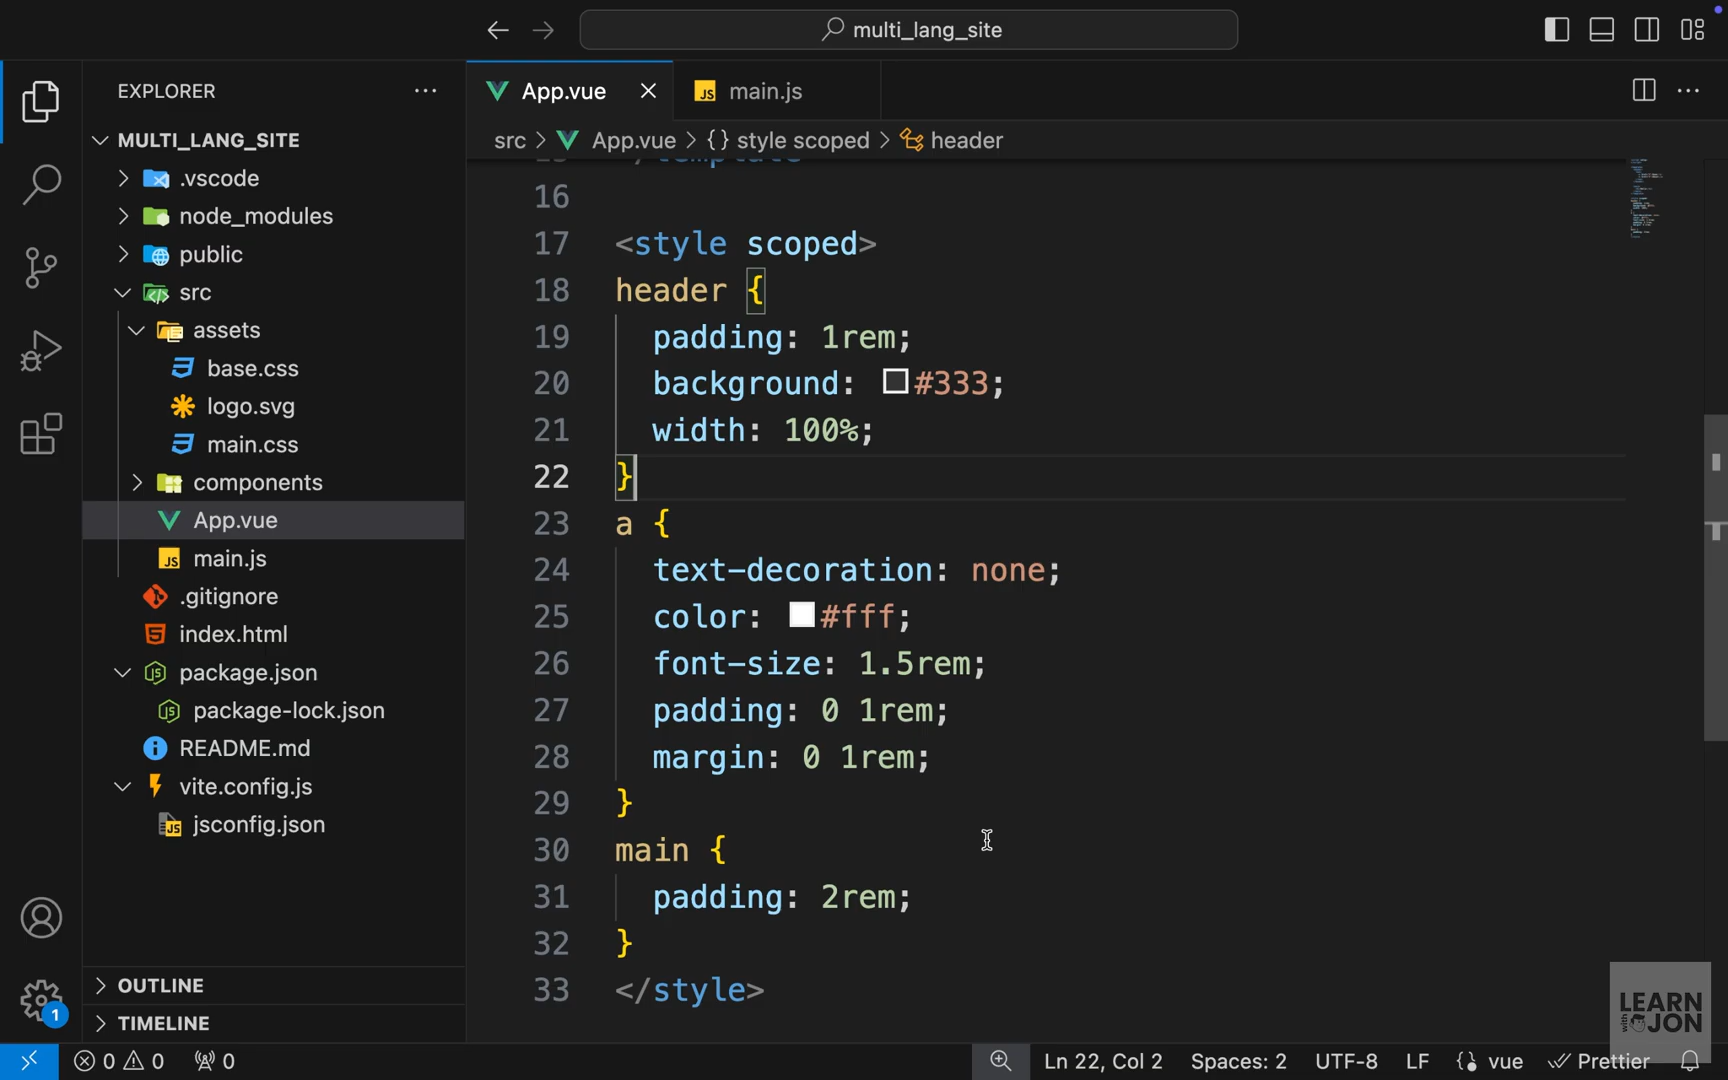 multi_lang_site
EXPLORER
MULTI_LANG_SITE
.vscode
node_modules
public
src
assets
base.css
logo.svg
main.css
components
App.vue
main.js
.gitignore
index.html
package.json
package-lock.json
README.md
vite.config.js
jsconfig.json
OUTLINE
TIMELINE
App.vue
JS main.js
src > App.vue > {} style scoped > header
16
17 <style scoped>
18 header {
19 padding: 1rem;
20 background: #333;
21 width: 100%;
22 }
23 a {
24 text-decoration: none;
25 color: #fff;
26 font-size: 1.5rem;
27 padding: 0 1rem;
28 margin: 0 1rem;
29 }
30 main {
31 padding: 2rem;
32 }
33 </style>
LEARN
with JON
1
0 0 0 Ln 22, Col 2 Spaces: 2 UTF-8 LF vue Prettier